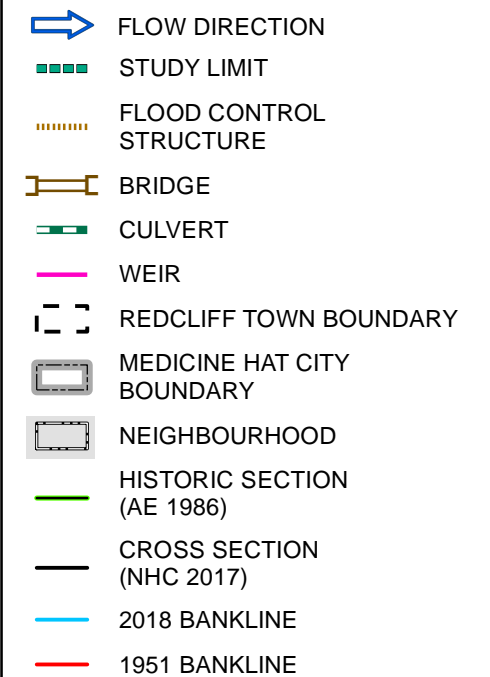 FLOW DIRECTION
STUDY LIMIT
FLOOD CONTROL
STRUCTURE
BRIDGE
CULVERT
WEIR
REDCLIFF TOWN BOUNDARY
MEDICINE HAT CITY
BOUNDARY
NEIGHBOURHOOD
HISTORIC SECTION
(AE 1986)
CROSS SECTION
(NHC 2017)
2018 BANKLINE
1951 BANKLINE